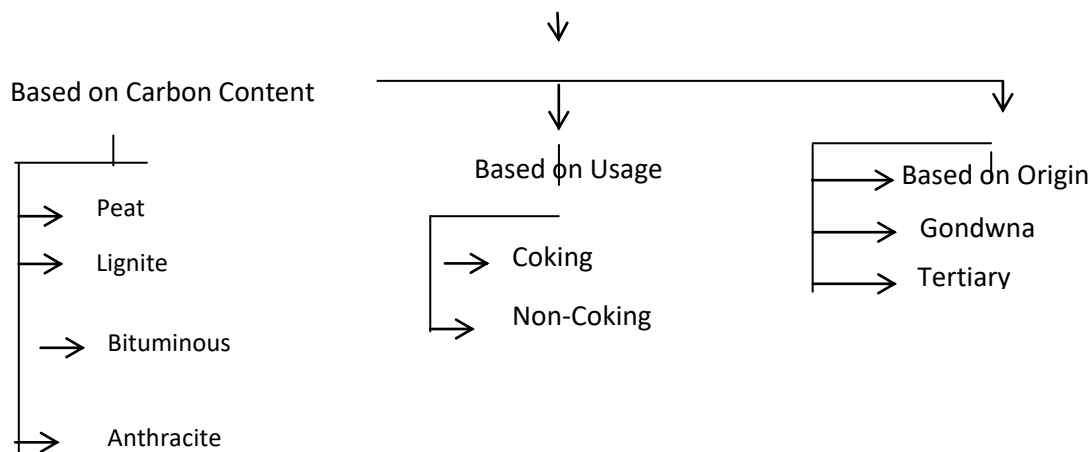 Based on Carbon Content
Peat
Lignite
Bituminous
Anthracite
Based on Usage
Coking
Non-Coking
Based on Origin
Gondwna
Tertiary